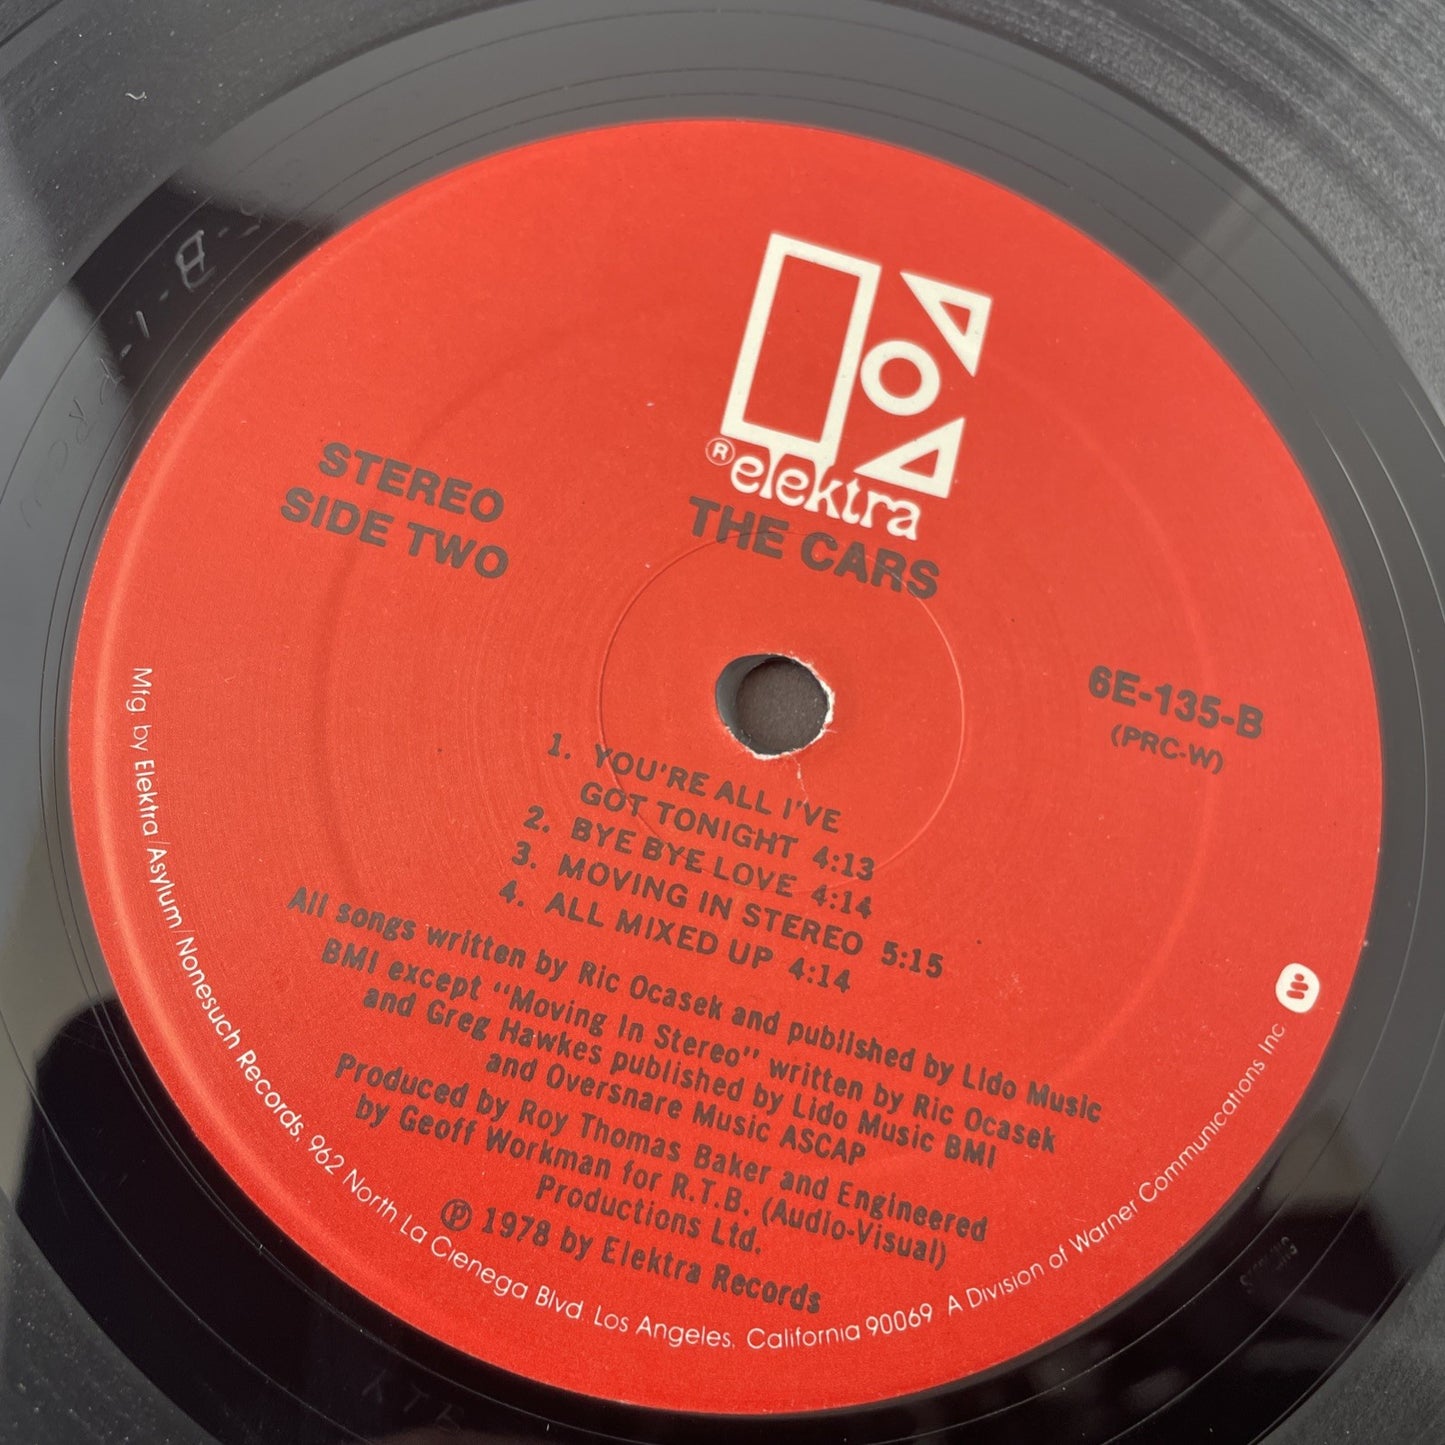 ® elektra
THE CARS
STEREO
SIDE TWO
6E-135-B
(PRC-W)
1. YOU'RE ALL I'VE
GOT TONIGHT 4:13
2. BYE BYE LOVE 4:14
3. MOVING IN STEREO 5:15
4. ALL MIXED UP 4:14
All songs written by Ric Ocasek and published by Lido Music
BMI except "Moving In Stereo" written by Ric Ocasek
and Greg Hawkes published by Lido Music BMI
and Oversnare Music ASCAP
Produced by Roy Thomas Baker and Engineered
by Geoff Workman for R.T.B. (Audio-Visual)
Productions Ltd.
℗ 1978 by Elektra Records
Mfg. by Elektra/Asylum/Nonesuch Records, 962 North La Cienega Blvd. Los Angeles, California 90069 A Division of Warner Communications Inc